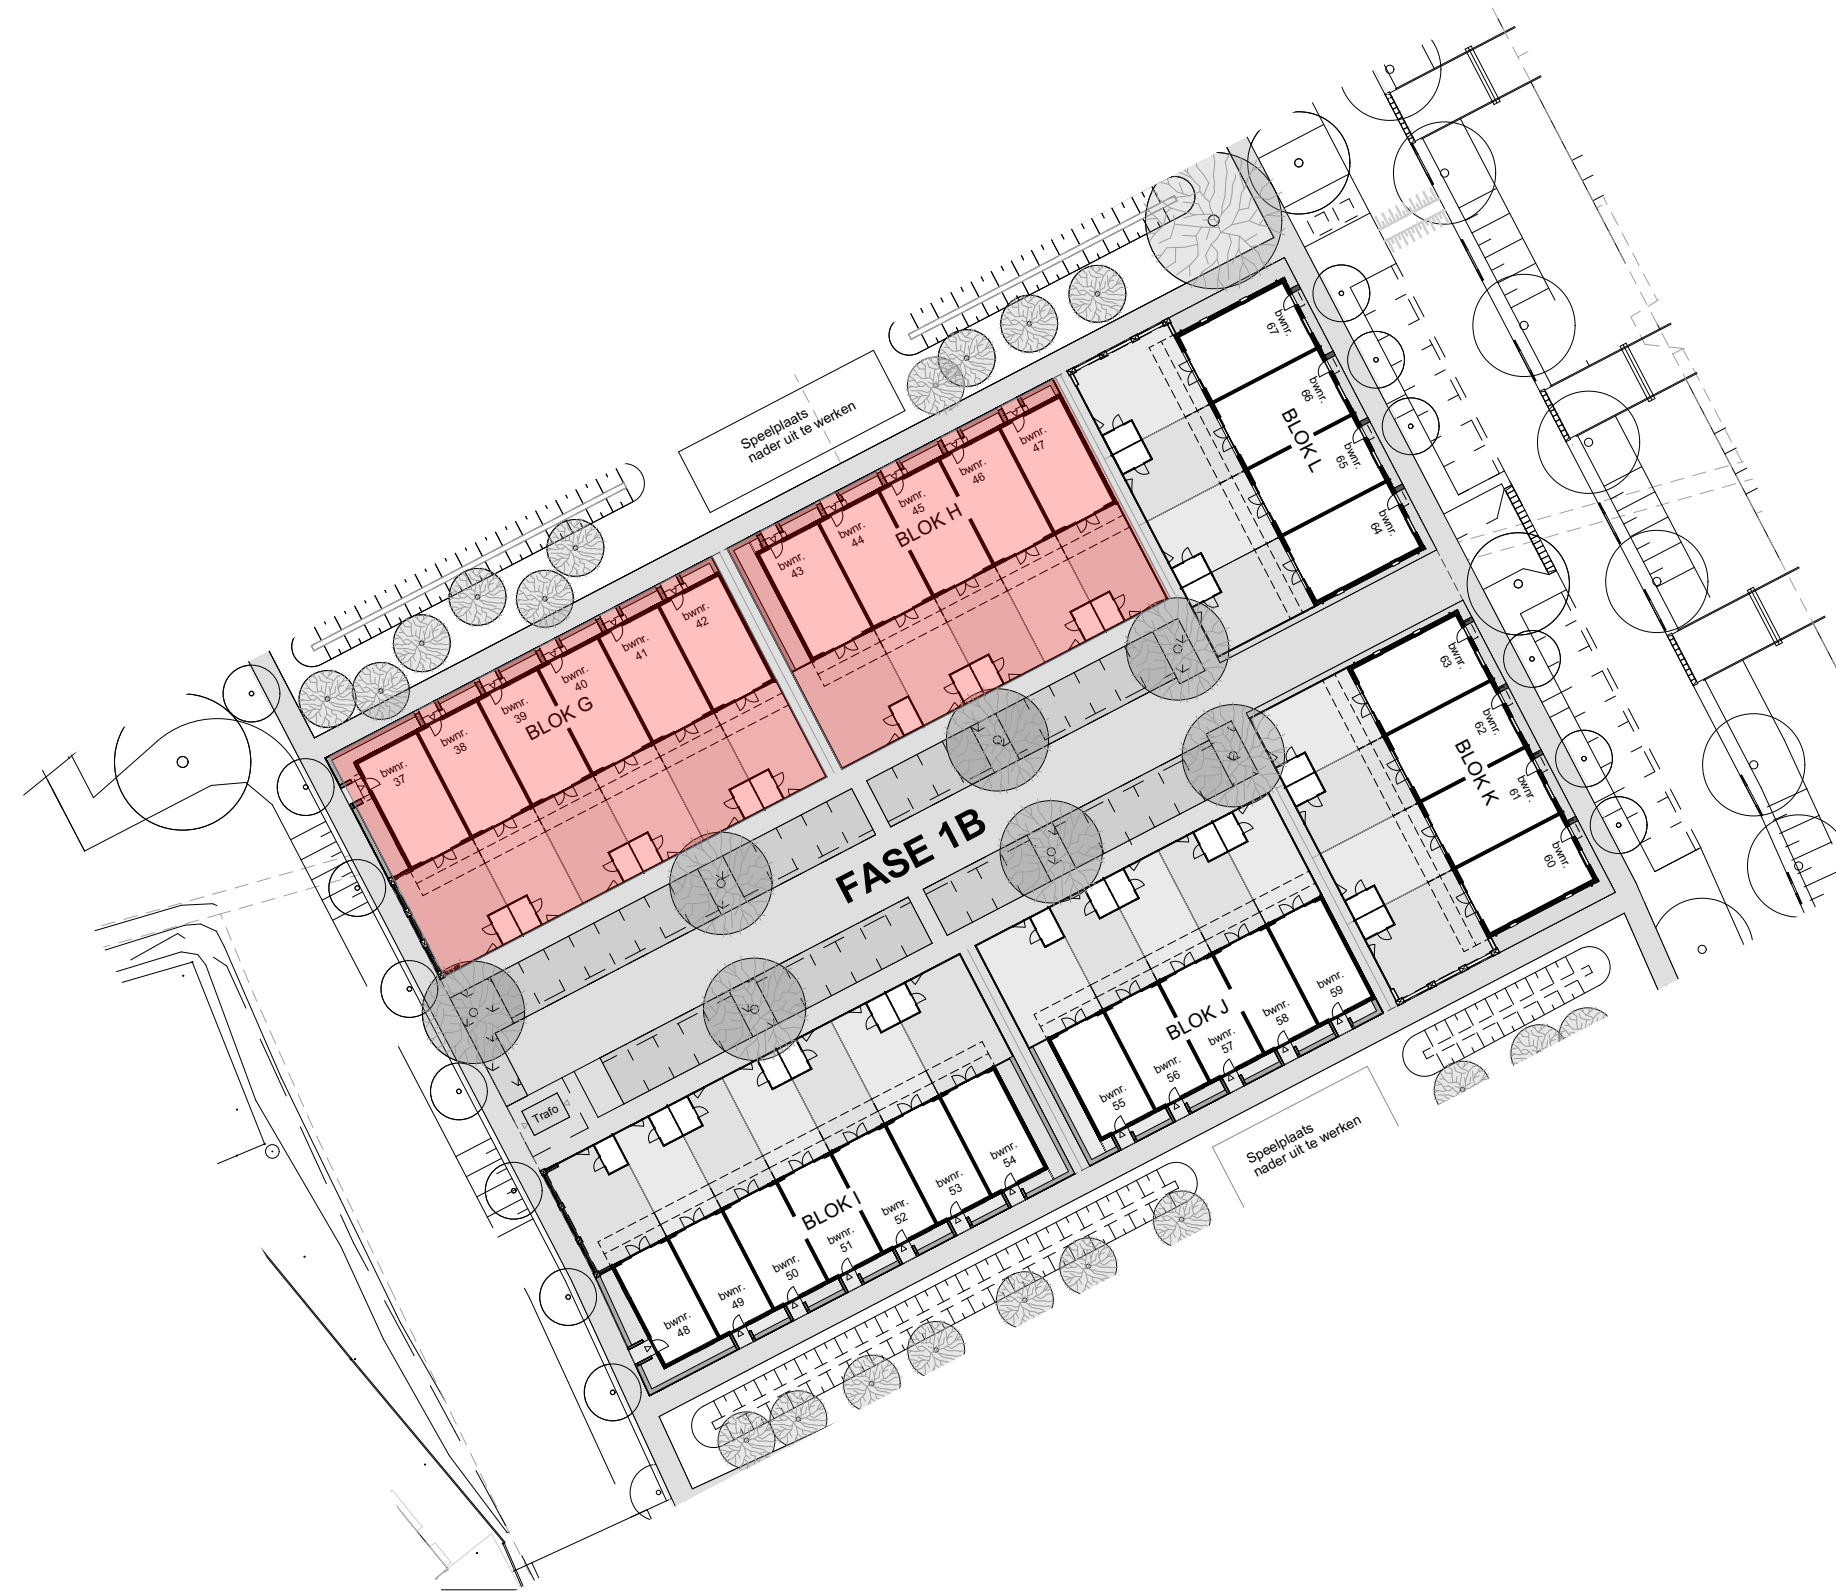 Speelplaats
nader uit te werken
bwnr.
67
bwnr.
66
BLOK L
bwnr.
65
bwnr.
64
bwnr.
47
bwnr.
46
bwnr.
45
BLOK H
bwnr.
44
bwnr.
43
bwnr.
42
bwnr.
41
bwnr.
40
BLOK G
bwnr.
39
bwnr.
38
bwnr.
37
FASE 1B
bwnr.
63
bwnr.
62
BLOK K
bwnr.
61
bwnr.
60
Trafo
BLOK J
bwnr.
59
bwnr.
58
bwnr.
57
bwnr.
56
bwnr.
55
BLOK I
bwnr.
54
bwnr.
53
bwnr.
52
bwnr.
51
bwnr.
50
bwnr.
49
bwnr.
48
Speelplaats
nader uit te werken